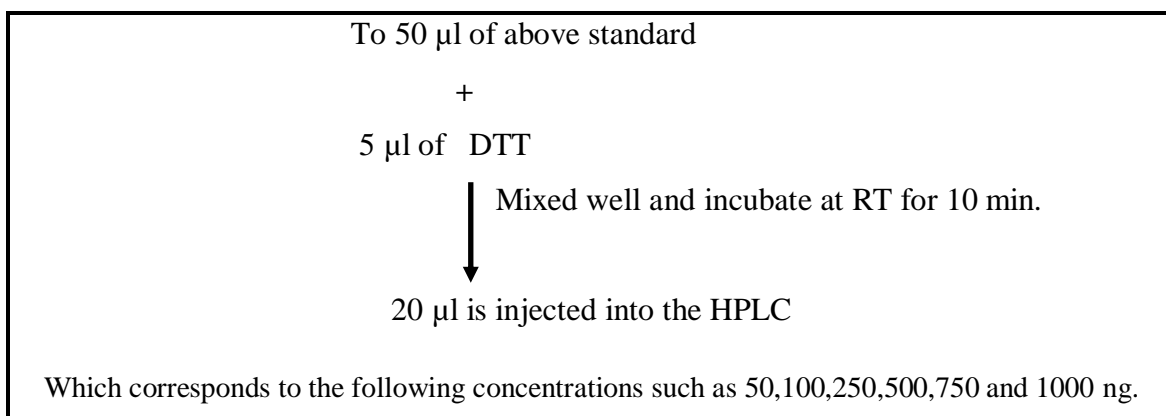 To 50 µl of above standard
+
5 µl of DTT
Mixed well and incubate at RT for 10 min.
20 µl is injected into the HPLC
Which corresponds to the following concentrations such as 50,100,250,500,750 and 1000 ng.